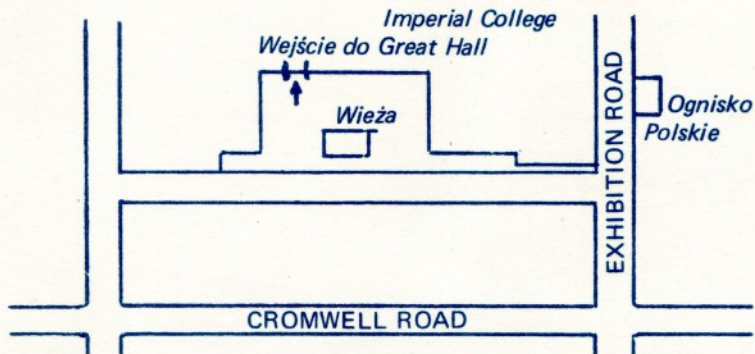 Imperial College
Wejście do Great Hall
Wieża
EXHIBITION ROAD
Ognisko
Polskie
CROMWELL ROAD